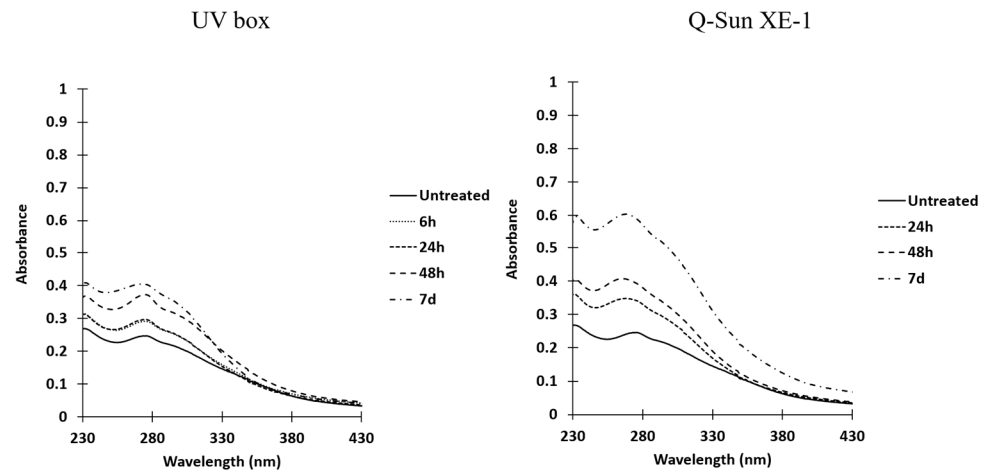 UV box
Q-Sun XE-1
1
0.9
0.8
0.7
0.6
0.5
0.4
0.3
0.2
0.1
0
Absorbance
230
280
330
380
430
Wavelength (nm)
Untreated
6h
24h
48h
7d
1
0.9
0.8
0.7
0.6
0.5
0.4
0.3
0.2
0.1
0
Absorbance
230
280
330
380
430
Wavelength (nm)
Untreated
24h
48h
7d